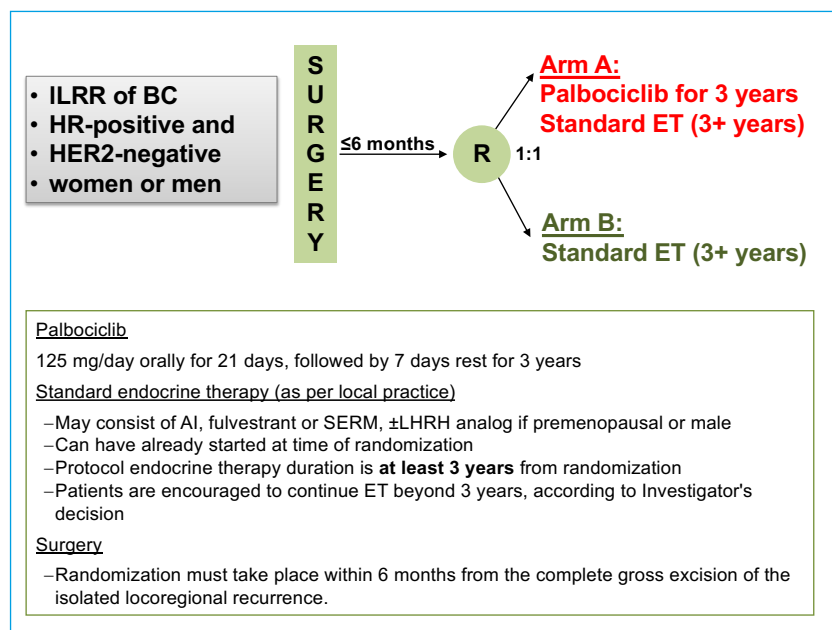 • ILRR of BC
• HR-positive and
• HER2-negative
• women or men
S
U
R
G
E
R
Y
≤6 months
R
1:1
Arm A:
Palbociclib for 3 years
Standard ET (3+ years)
Arm B:
Standard ET (3+ years)
Palbociclib
125 mg/day orally for 21 days, followed by 7 days rest for 3 years
Standard endocrine therapy (as per local practice)
–May consist of AI, fulvestrant or SERM, ±LHRH analog if premenopausal or male
–Can have already started at time of randomization
–Protocol endocrine therapy duration is at least 3 years from randomization
–Patients are encouraged to continue ET beyond 3 years, according to Investigator's
decision
Surgery
–Randomization must take place within 6 months from the complete gross excision of the
isolated locoregional recurrence.